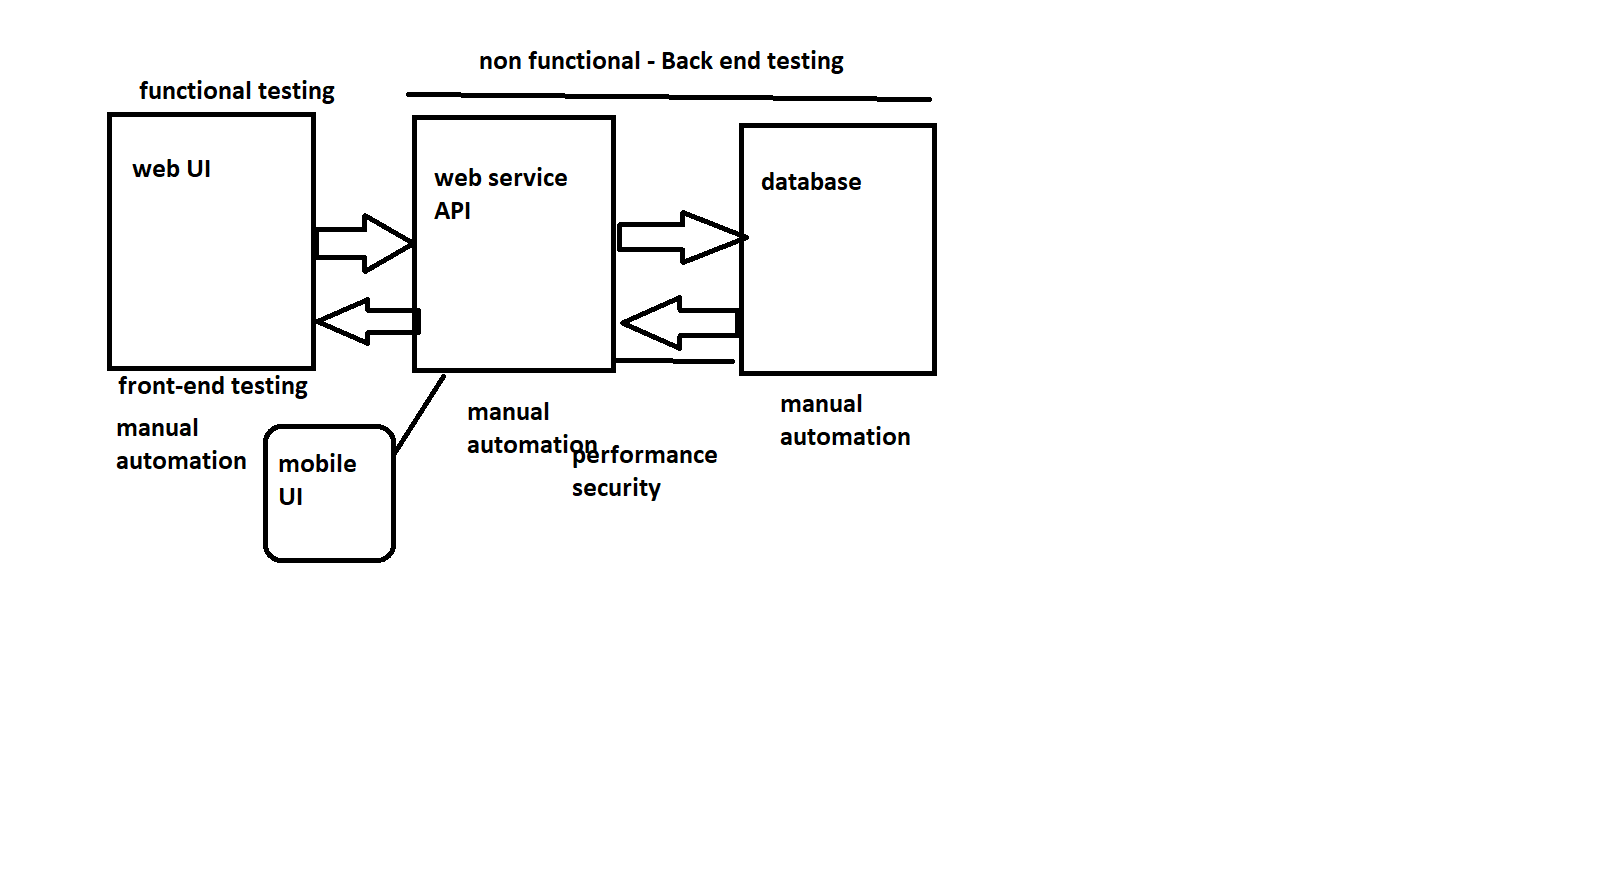 non functional - Back end testing
functional testing
web UI
web service
API
database
front-end testing
manual
automation
mobile
UI
manual
automation
performance
security
manual
automation